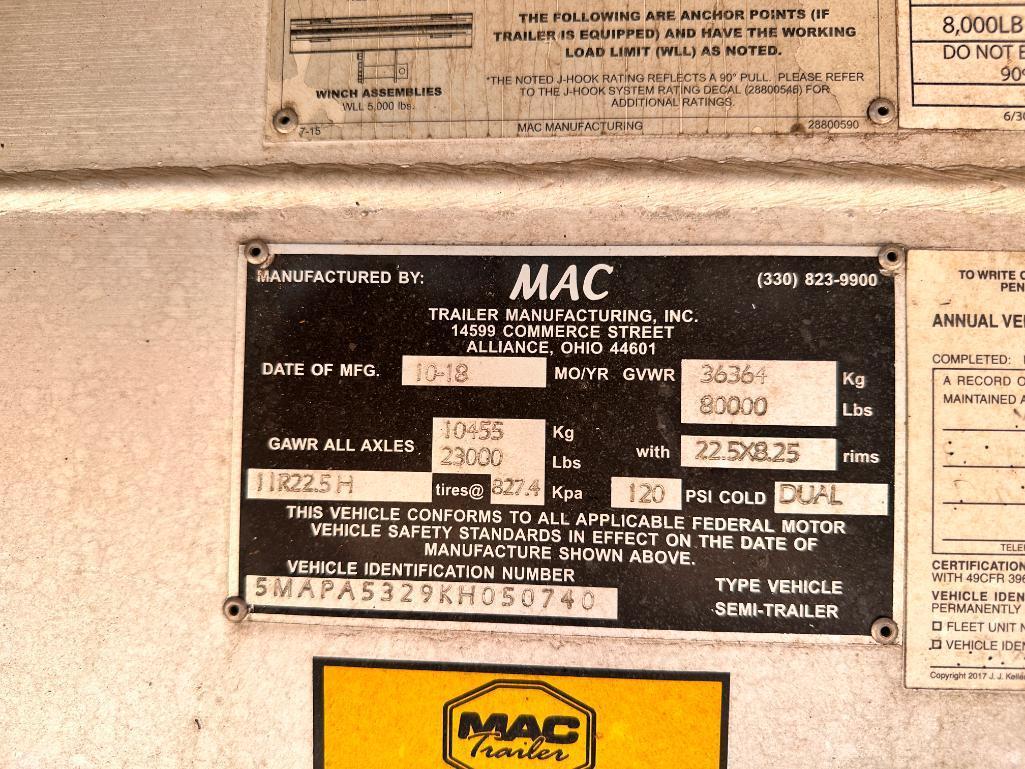 THE FOLLOWING ARE ANCHOR POINTS (IF
TRAILER IS EQUIPPED) AND HAVE THE WORKING
LOAD LIMIT (WLL) AS NOTED.
*THE NOTED J-HOOK RATING REFLECTS A 90° PULL. PLEASE REFER
TO THE J-HOOK SYSTEM RATING DECAL (28800546) FOR
ADDITIONAL RATINGS.
WINCH ASSEMBLIES
WLL 5,000 lbs.
7-15 MAC MANUFACTURING 28800590
8,000LB
DO NOT E
90°
6/30
MANUFACTURED BY: MAC (330) 823-9900
TRAILER MANUFACTURING, INC.
14599 COMMERCE STREET
ALLIANCE, OHIO 44601
DATE OF MFG. 10-18 MO/YR GVWR 36364 Kg
80000 Lbs
GAWR ALL AXLES 10455 Kg
23000 Lbs with 22.5X8.25 rims
11R22.5 H tires@ 827.4 Kpa 120 PSI COLD DUAL
THIS VEHICLE CONFORMS TO ALL APPLICABLE FEDERAL MOTOR
VEHICLE SAFETY STANDARDS IN EFFECT ON THE DATE OF
MANUFACTURE SHOWN ABOVE.
VEHICLE IDENTIFICATION NUMBER
5MAPA5329KH050740
TYPE VEHICLE
SEMI-TRAILER
TO WRITE
PEN
ANNUAL VE
COMPLETED:
A RECORD O
MAINTAINED A
TELE
CERTIFICATION
WITH 49CFR 396
VEHICLE IDEN
PERMANENTLY
FLEET UNIT N
VEHICLE IDEN
Copyright 2017 J. J. Kelle
MAC
Trailer